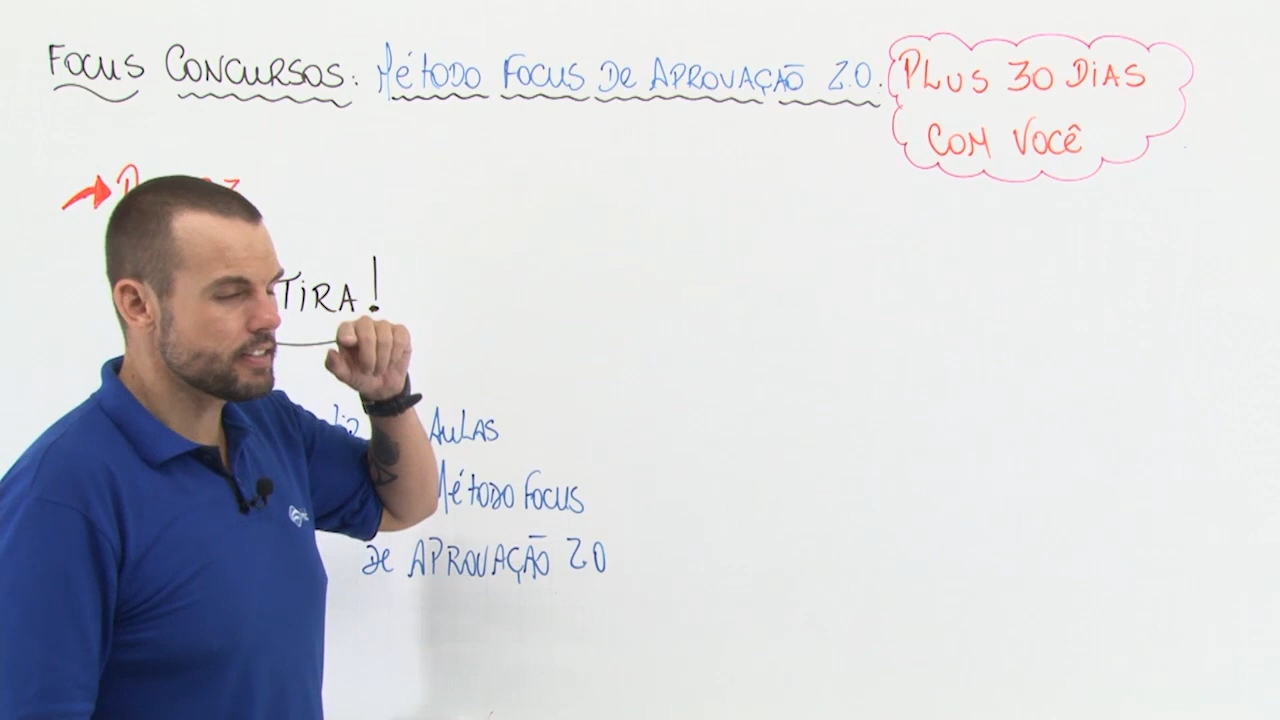 Focus Concursos: Método Focus de Aprovação 2.0.
Plus 30 Dias
com Você
TIRA!
Aulas
Método Focus
de Aprovação 2.0